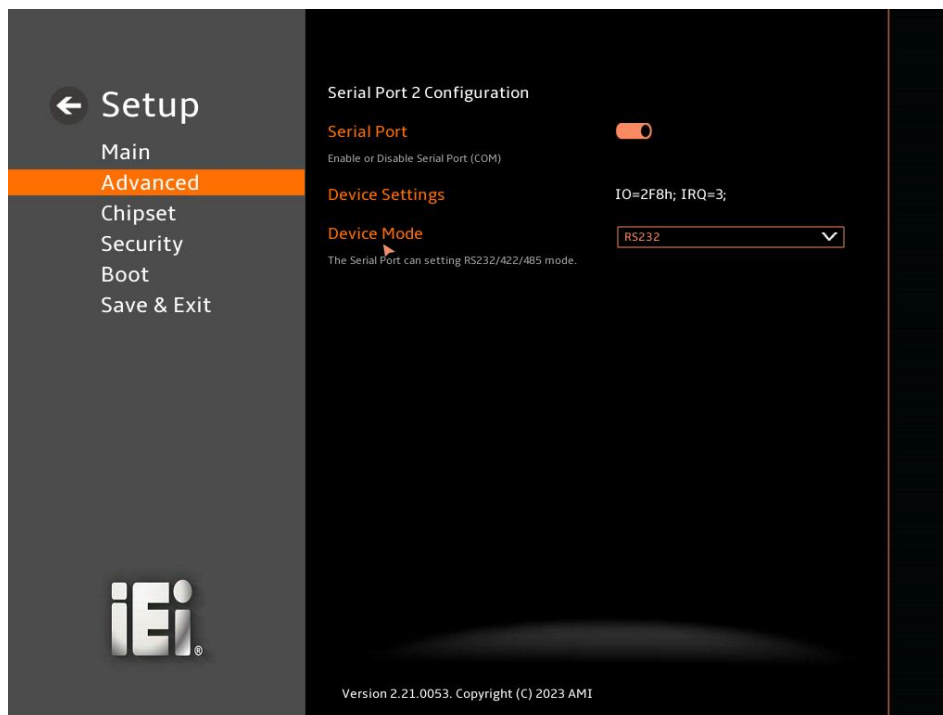 Setup
Main
Advanced
Chipset
Security
Boot
Save & Exit
iEi®
Serial Port 2 Configuration
Serial Port
Enable or Disable Serial Port (COM)
Device Settings IO=2F8h; IRQ=3;
Device Mode RS232
The Serial Port can setting RS232/422/485 mode.
Version 2.21.0053. Copyright (C) 2023 AMI